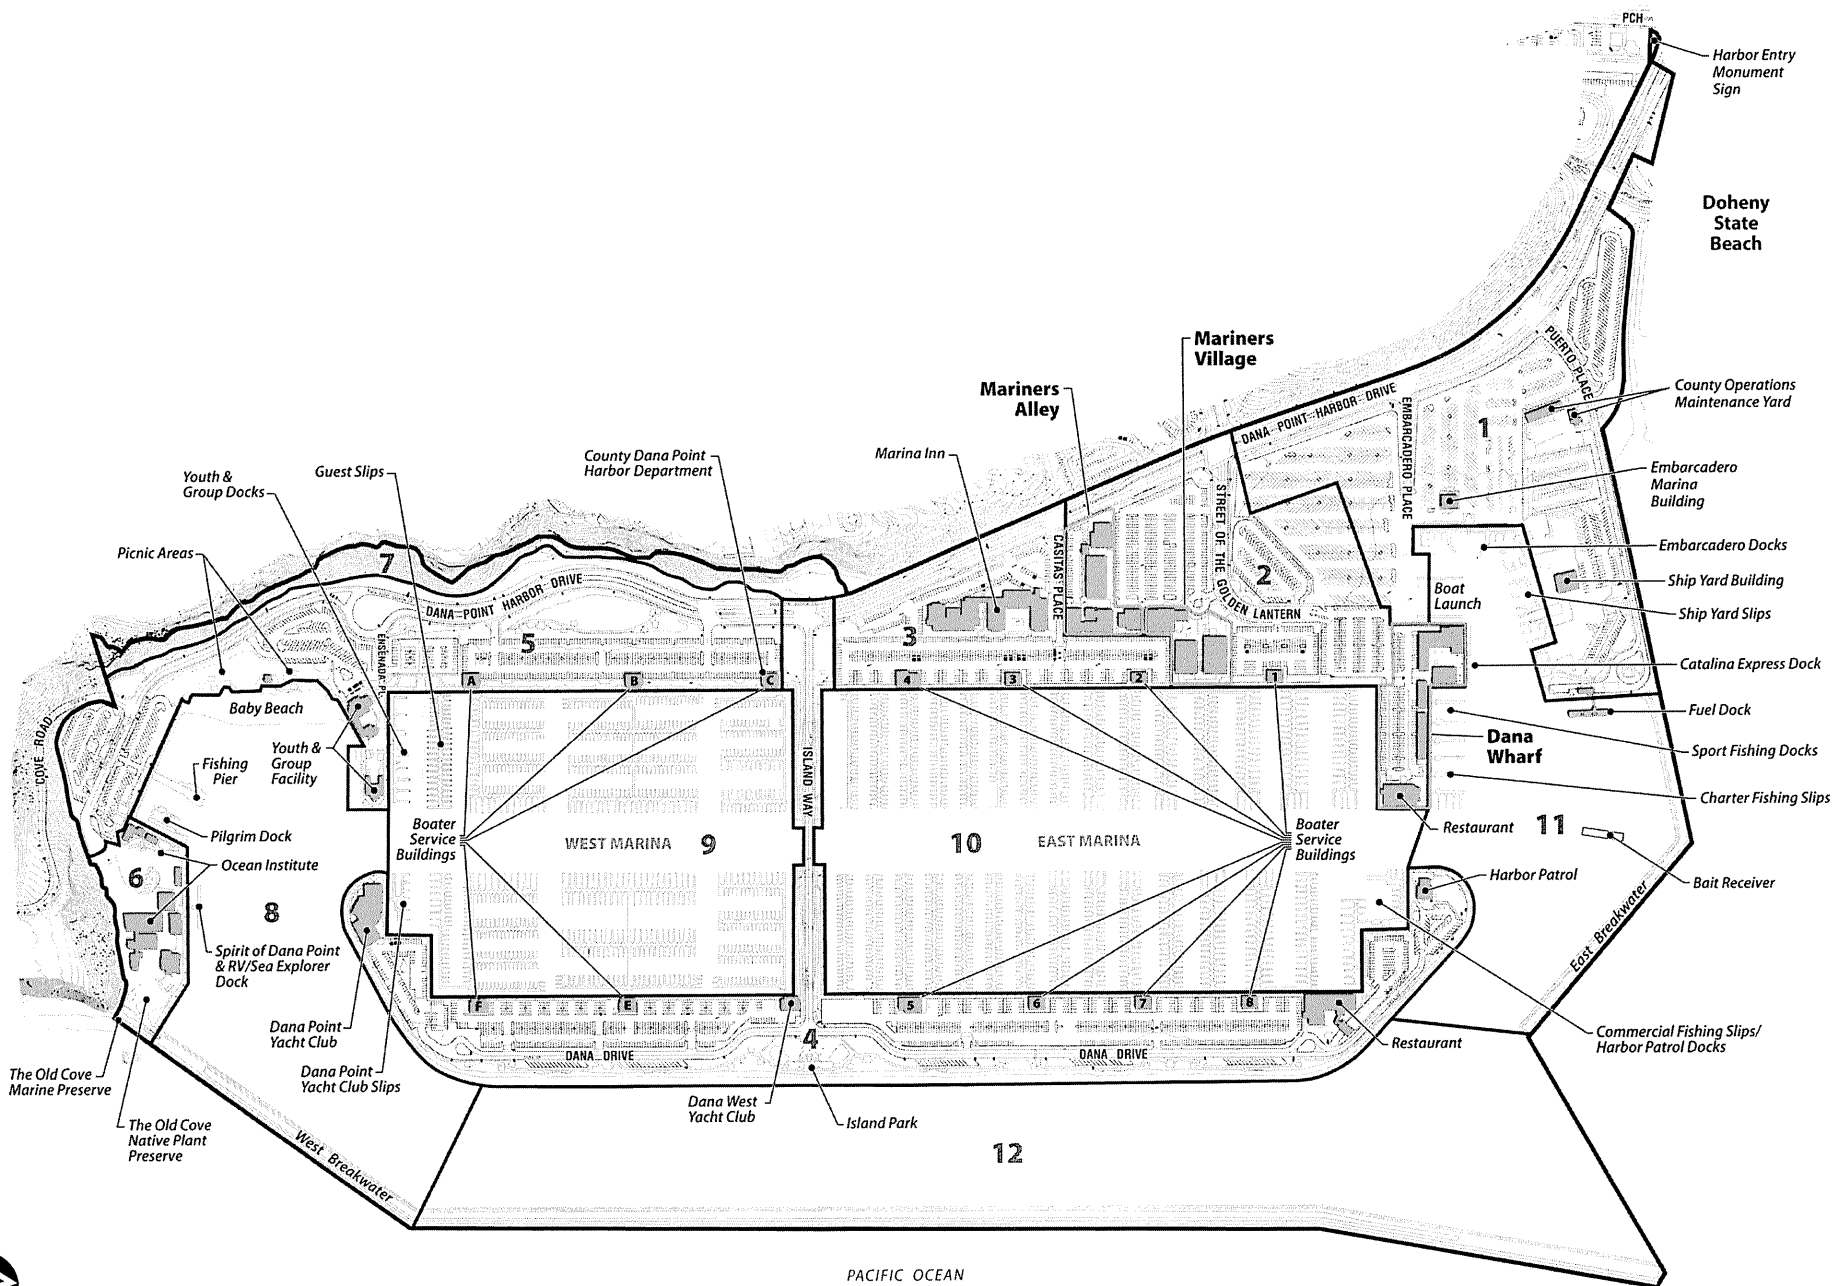 PCH
Harbor Entry
Monument
Sign
Doheny
State
Beach
Mariners
Village
Mariners
Alley
PUERTO PLACE
County Operations
Maintenance Yard
DANA POINT HARBOR DRIVE
EMBARCADERO PLACE
1
Marina Inn
County Dana Point
Harbor Department
Guest Slips
Youth &
Group Docks
Embarcadero
Marina
Building
STREET OF THE GOLDEN LANTERN
Picnic Areas
7
CASITAS PLACE
2
Embarcadero Docks
Ship Yard Building
Boat
Launch
Ship Yard Slips
DANA POINT HARBOR DRIVE
5
3
ENSENADA PL
Catalina Express Dock
A
B
C
4
3
2
1
Baby Beach
COVE ROAD
Youth &
Group
Facility
Fishing
Pier
ISLAND WAY
Fuel Dock
Dana
Wharf
Sport Fishing Docks
Charter Fishing Slips
Pilgrim Dock
Boater
Service
Buildings
WEST MARINA
9
10
EAST MARINA
Boater
Service
Buildings
Restaurant
11
Ocean Institute
6
8
Harbor Patrol
Bait Receiver
Spirit of Dana Point
& RV/Sea Explorer
Dock
East Breakwater
F
E
5
6
7
8
Dana Point
Yacht Club
DANA DRIVE
4
DANA DRIVE
Restaurant
Commercial Fishing Slips/
Harbor Patrol Docks
The Old Cove
Marine Preserve
Dana Point
Yacht Club Slips
Dana West
Yacht Club
Island Park
The Old Cove
Native Plant
Preserve
West Breakwater
12
PACIFIC OCEAN